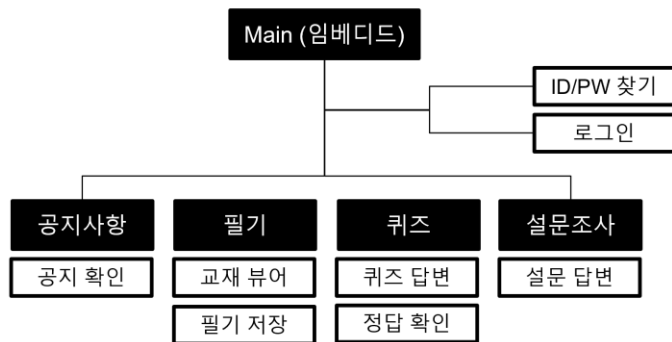 Main (임베디드)
ID/PW 찾기
로그인
공지사항
필기
퀴즈
설문조사
공지 확인
교재 뷰어
퀴즈 답변
설문 답변
필기 저장
정답 확인